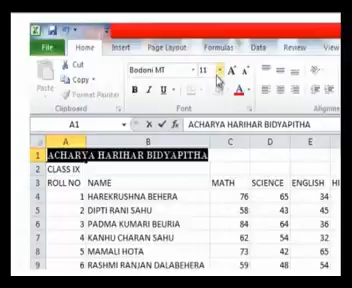 File Home Insert Page Layout Formulas Data Review View
Cut
Copy
Paste
Format Painter
Bodoni MT 11 A A
B I U A
Clipboard Font Alignme
A1 fx ACHARYA HARIHAR BIDYAPITHA
A B C D E
1 ACHARYA HARIHAR BIDYAPITHA
2 CLASS IX
3 ROLL NO NAME MATH SCIENCE ENGLISH HI
4 1 HAREKRUSHNA BEHERA 76 65 34
5 2 DIPTI RANI SAHU 58 43 45
6 3 PADMA KUMARI BEURIA 84 64 36
7 4 KANHU CHARAN SAHU 62 54 32
8 5 MAMALI HOTA 73 42 65
9 6 RASHMI RANJAN DALABEHERA 59 48 54